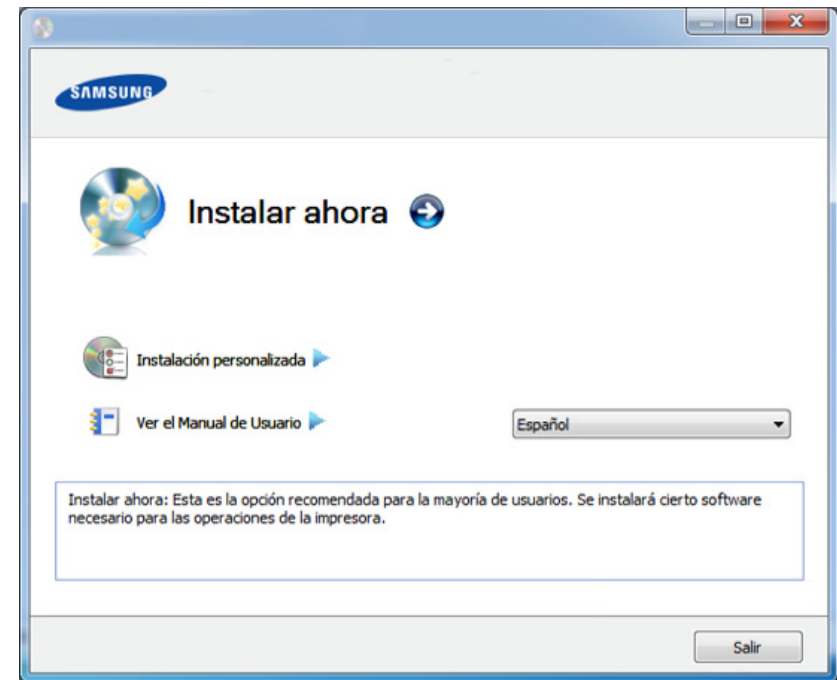 SAMSUNG
Instalar ahora
Instalación personalizada
Ver el Manual de Usuario
Español
Instalar ahora: Esta es la opción recomendada para la mayoría de usuarios. Se instalará cierto software
necesario para las operaciones de la impresora.
Salir